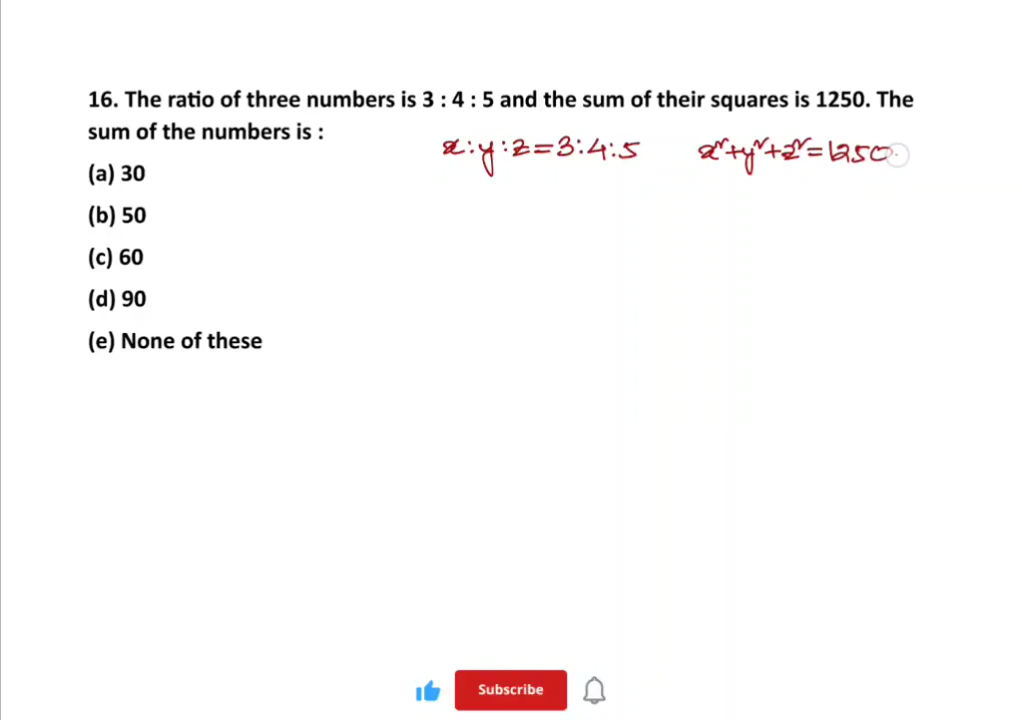 16. The ratio of three numbers is 3 : 4 : 5 and the sum of their squares is 1250. The
sum of the numbers is :
x:y:z=3:4:5 x²+y²+z²=1250
(a) 30
(b) 50
(c) 60
(d) 90
(e) None of these
Subscribe